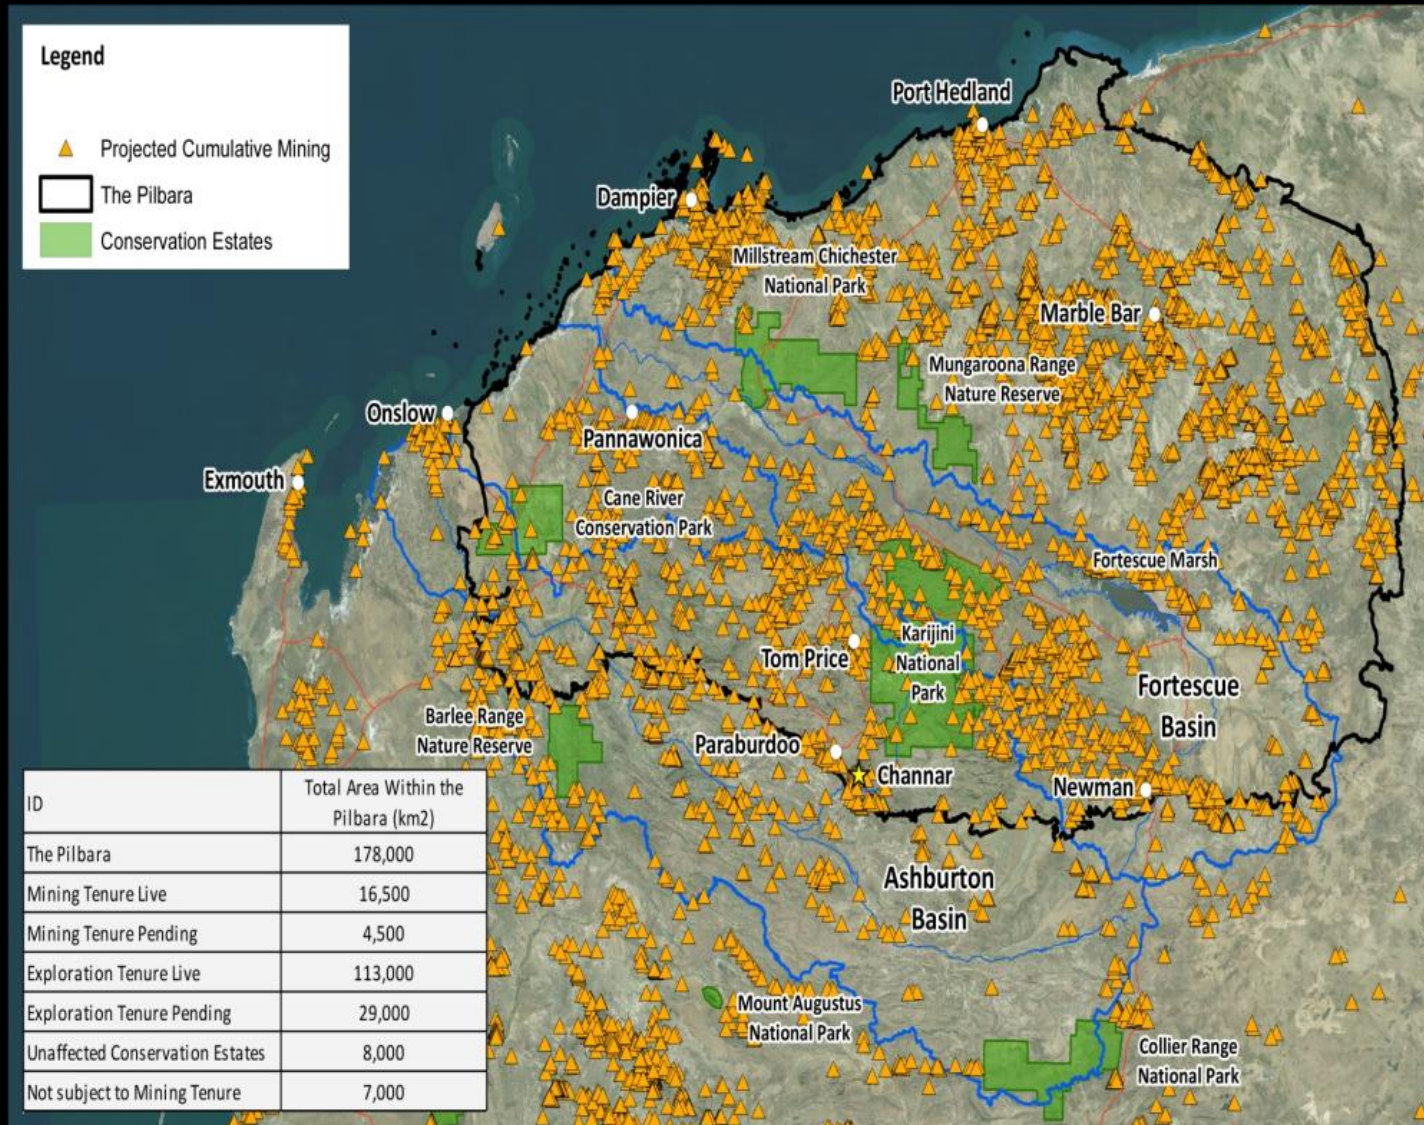 Legend
Projected Cumulative Mining
The Pilbara
Conservation Estates
Port Hedland
Dampier
Millstream Chichester
National Park
Marble Bar
Mungaroona Range
Nature Reserve
Onslow
Pannawonica
Exmouth
Cane River
Conservation Park
Fortescue Marsh
Karijini
National
Park
Tom Price
Fortescue
Basin
Barlee Range
Nature Reserve
Paraburdoo
Channar
Newman
Ashburton
Basin
Mount Augustus
National Park
Collier Range
National Park
ID Total Area Within the
Pilbara (km2)
The Pilbara 178,000
Mining Tenure Live 16,500
Mining Tenure Pending 4,500
Exploration Tenure Live 113,000
Exploration Tenure Pending 29,000
Unaffected Conservation Estates 8,000
Not subject to Mining Tenure 7,000